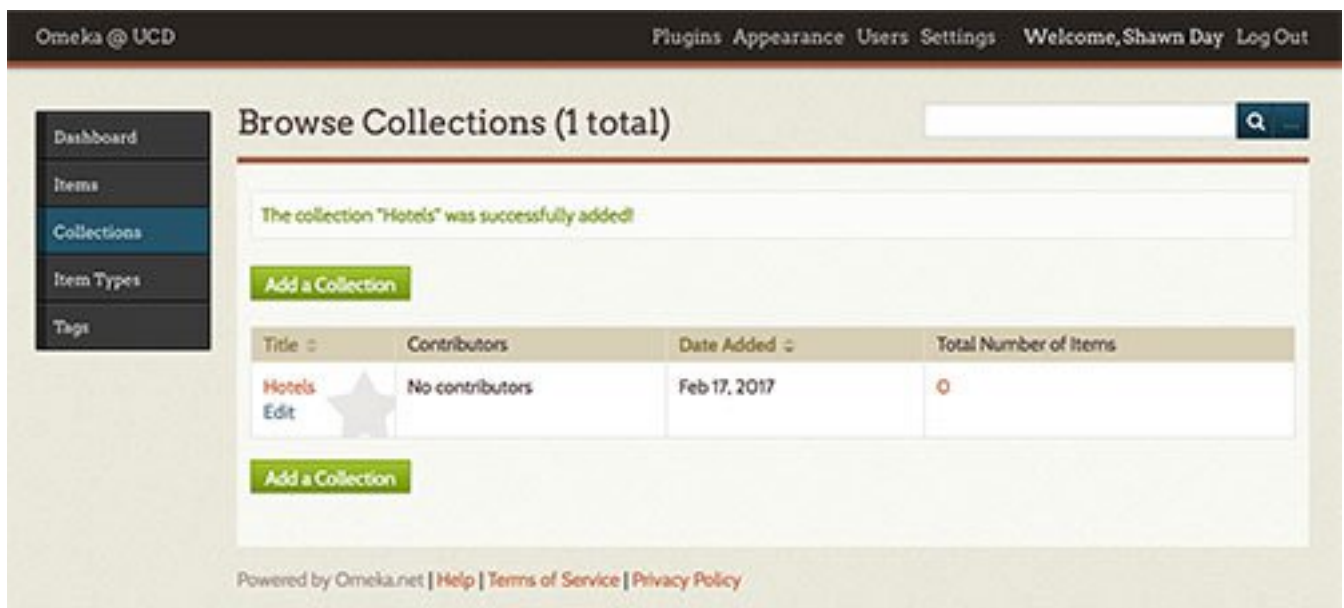 Omeka @ UCD Plugins Appearance Users Settings Welcome, Shawn Day Log Out
Browse Collections (1 total)
...
Dashboard
Items
Collections
Item Types
Tags
The collection "Hotels" was successfully added!
Add a Collection
Title Contributors Date Added Total Number of Items
Hotels No contributors Feb 17, 2017 0
Edit
Add a Collection
Powered by Omeka.net | Help | Terms of Service | Privacy Policy